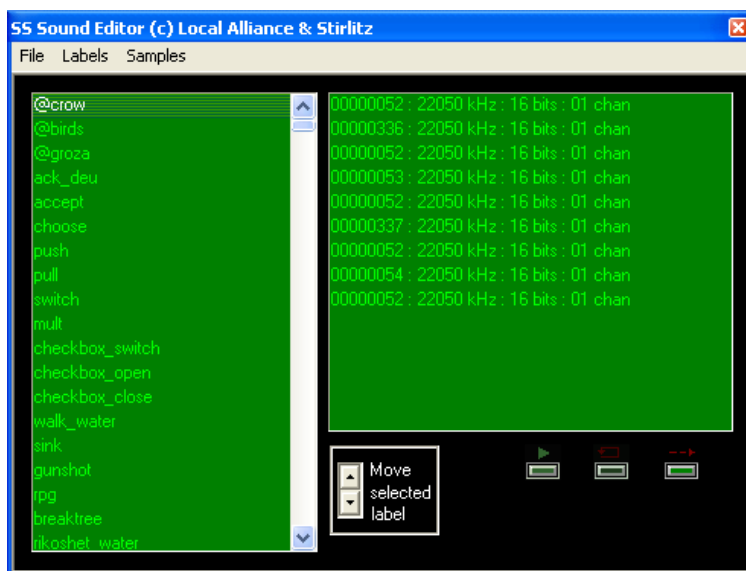 SS Sound Editor (c) Local Alliance & Stirlitz
File Labels Samples
@crow
@birds
@groza
ack_deu
accept
choose
push
pull
switch
mult
checkbox_switch
checkbox_open
checkbox_close
walk_water
sink
gunshot
rpg
breaktree
rikoshet_water
00000052 : 22050 kHz : 16 bits : 01 chan
00000336 : 22050 kHz : 16 bits : 01 chan
00000052 : 22050 kHz : 16 bits : 01 chan
00000053 : 22050 kHz : 16 bits : 01 chan
00000052 : 22050 kHz : 16 bits : 01 chan
00000337 : 22050 kHz : 16 bits : 01 chan
00000052 : 22050 kHz : 16 bits : 01 chan
00000054 : 22050 kHz : 16 bits : 01 chan
00000052 : 22050 kHz : 16 bits : 01 chan
Move
selected
label